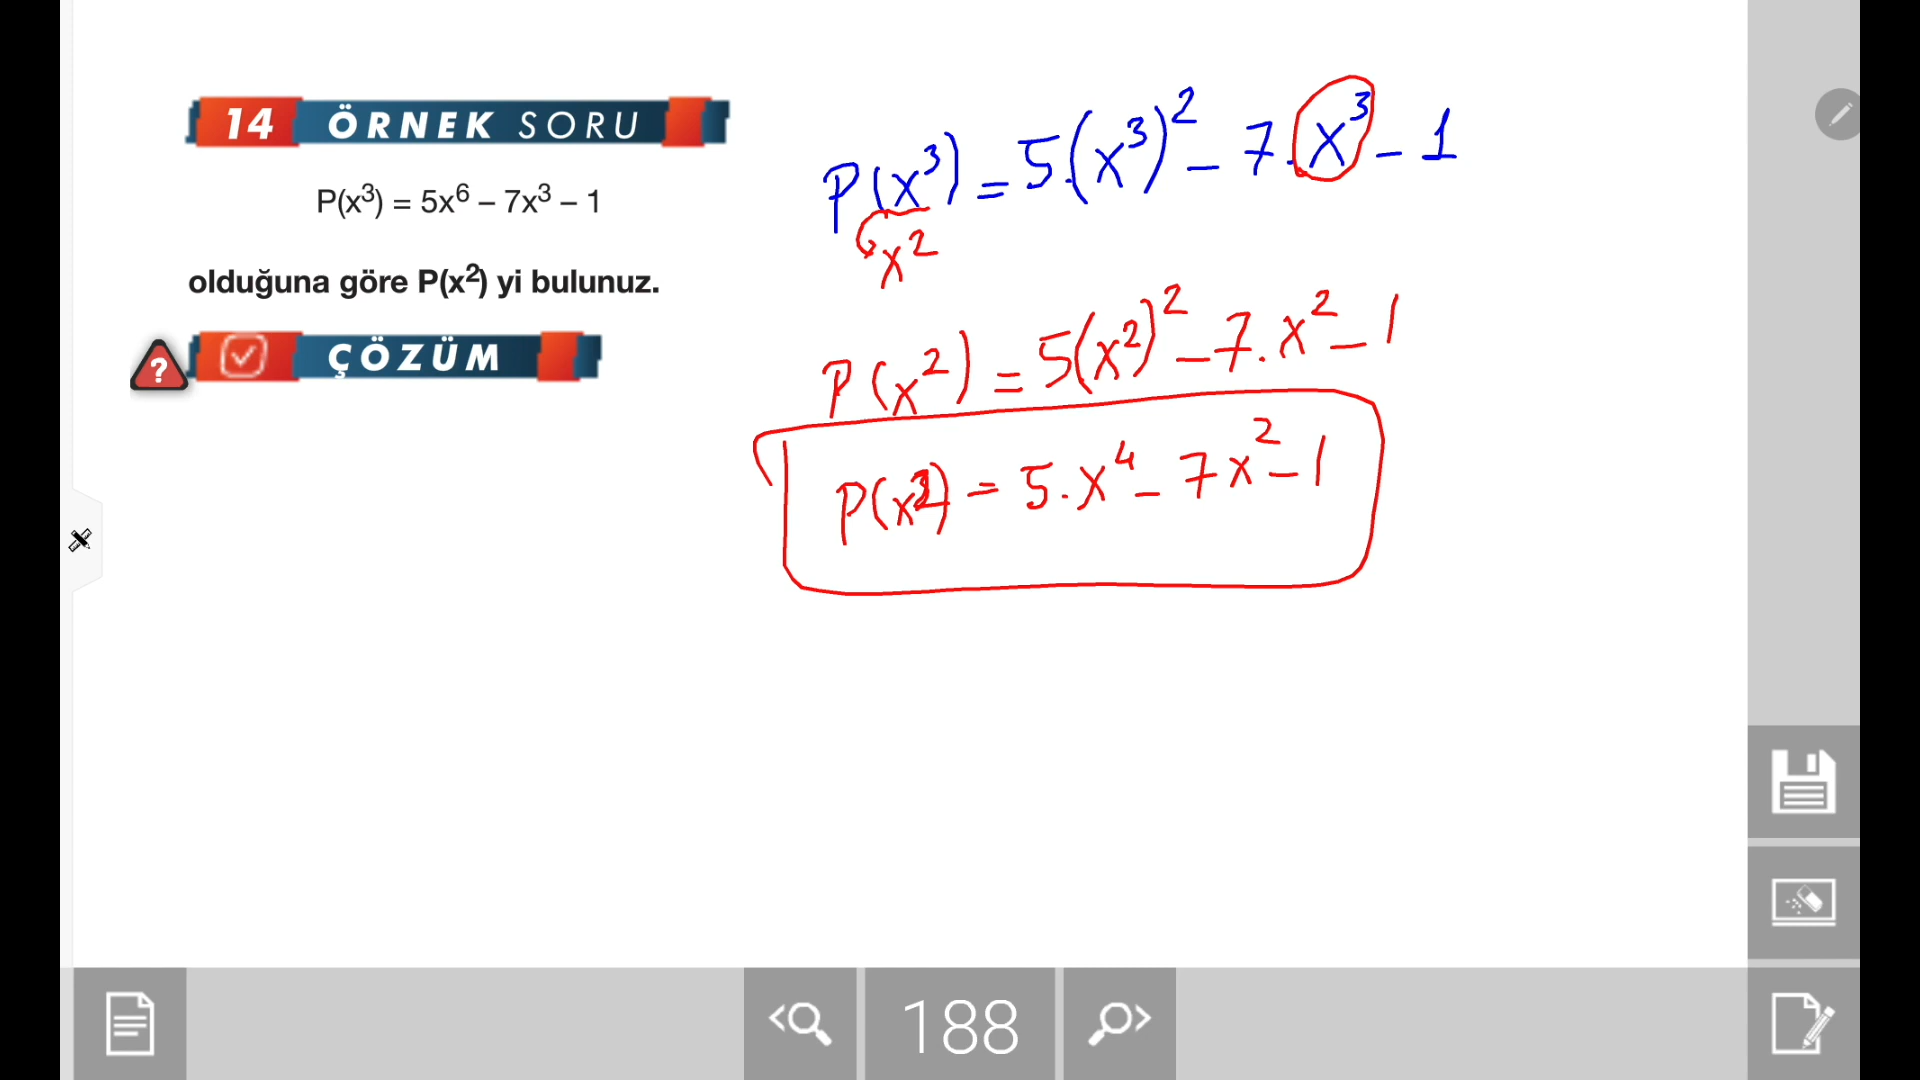 14 ÖRNEK SORU
P(x³) = 5x⁶ – 7x³ – 1
olduğuna göre P(x²) yi bulunuz.
? ÇÖZÜM
P(x³) = 5.(x³)² – 7.x³ – 1
x²
P(x²) = 5(x²)² – 7.x² – 1
P(x²) = 5.x⁴ – 7x² – 1
188